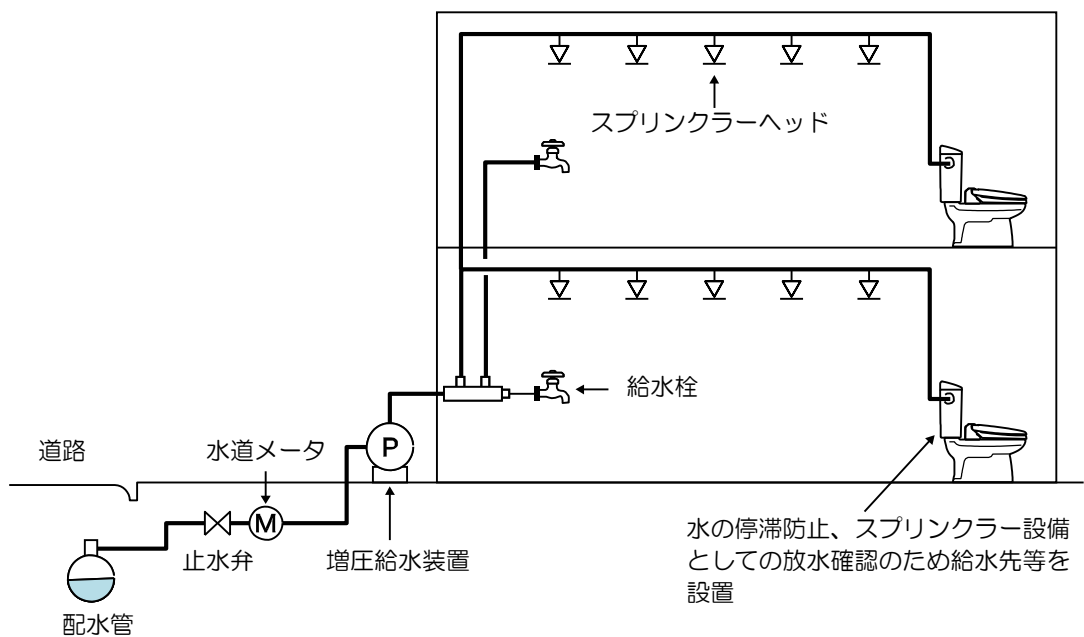 スプリンクラーヘッド
給水栓
道路
水道メータ
P
M
止水弁
増圧給水装置
配水管
水の停滞防止、スプリンクラー設備
としての放水確認のため給水先等を
設置